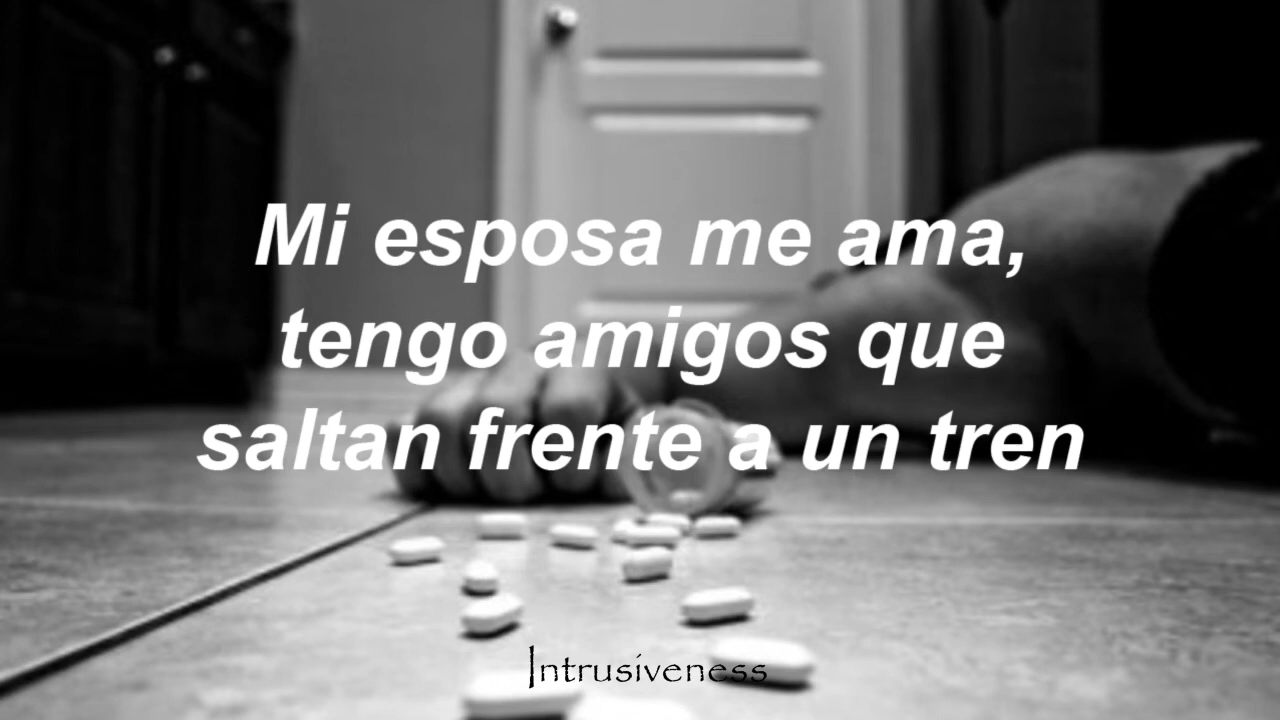 Mi esposa me ama,
tengo amigos que
saltan frente a un tren
Intrusiveness